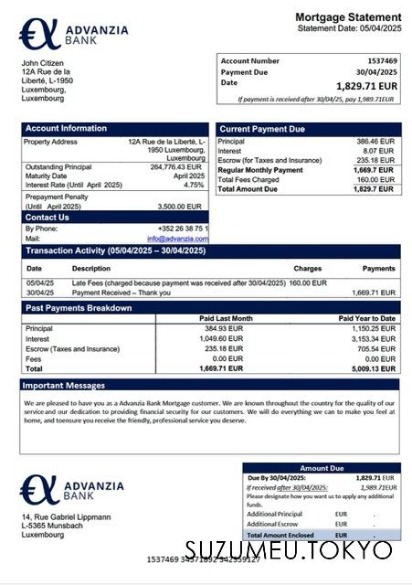 ADVANZIA
BANK
Mortgage Statement
Statement Date: 05/04/2025
John Citizen
12A Rue de la
Liberté, L-1950
Luxembourg,
Luxembourg
Account Number 1537469
Payment Due 30/04/2025
Date 1,829.71 EUR
If payment is received after 30/04/25, pay 1,989.71EUR
Account Information
Property Address 12A Rue de la Liberté, L-
1950 Luxembourg,
Luxembourg
Outstanding Principal 264,776.43 EUR
Maturity Date April 2025
Interest Rate (Until April 2025) 4.75%
Prepayment Penalty
(Until April 2025) 3,500.00 EUR
Contact Us
By Phone: +352 26 38 75 1
Mail: info@advanzia.com
Current Payment Due
Principal 386.46 EUR
Interest 8.07 EUR
Escrow (for Taxes and Insurance) 235.18 EUR
Regular Monthly Payment 1,669.7 EUR
Total Fees Charged 160.00 EUR
Total Amount Due 1,829.7 EUR
Transaction Activity (05/04/2025 – 30/04/2025)
Date Description Charges Payments
05/04/25 Late Fees (charged because payment was received after 30/04/2025) 160.00 EUR
30/04/25 Payment Received – Thank you 1,669.71 EUR
Past Payments Breakdown
Paid Last Month Paid Year to Date
Principal 384.93 EUR 1,150.25 EUR
Interest 1,049.60 EUR 3,153.34 EUR
Escrow (Taxes and Insurance) 235.18 EUR 705.54 EUR
Fees 0.00 EUR 0.00 EUR
Total 1,669.71 EUR 5,009.13 EUR
Important Messages
We are pleased to have you as a Advanzia Bank Mortgage customer. We are known throughout the country for the quality of our
service and our dedication to providing financial security for our customers. We will do everything we can to make you feel at
home, and toensure you receive the friendly, professional service you deserve.
ADVANZIA
BANK
14, Rue Gabriel Lippmann
L-5365 Munsbach
Luxembourg
Amount Due
Due By 30/04/2025: 1,829.71 EUR
If received after 30/04/2025: 1,989.71EUR
Please designate how you want us to apply any additional
funds.
Additional Principal EUR .
Additional Escrow EUR .
Total Amount Enclosed EUR .
SUZUMEU.TOKYO
1537469